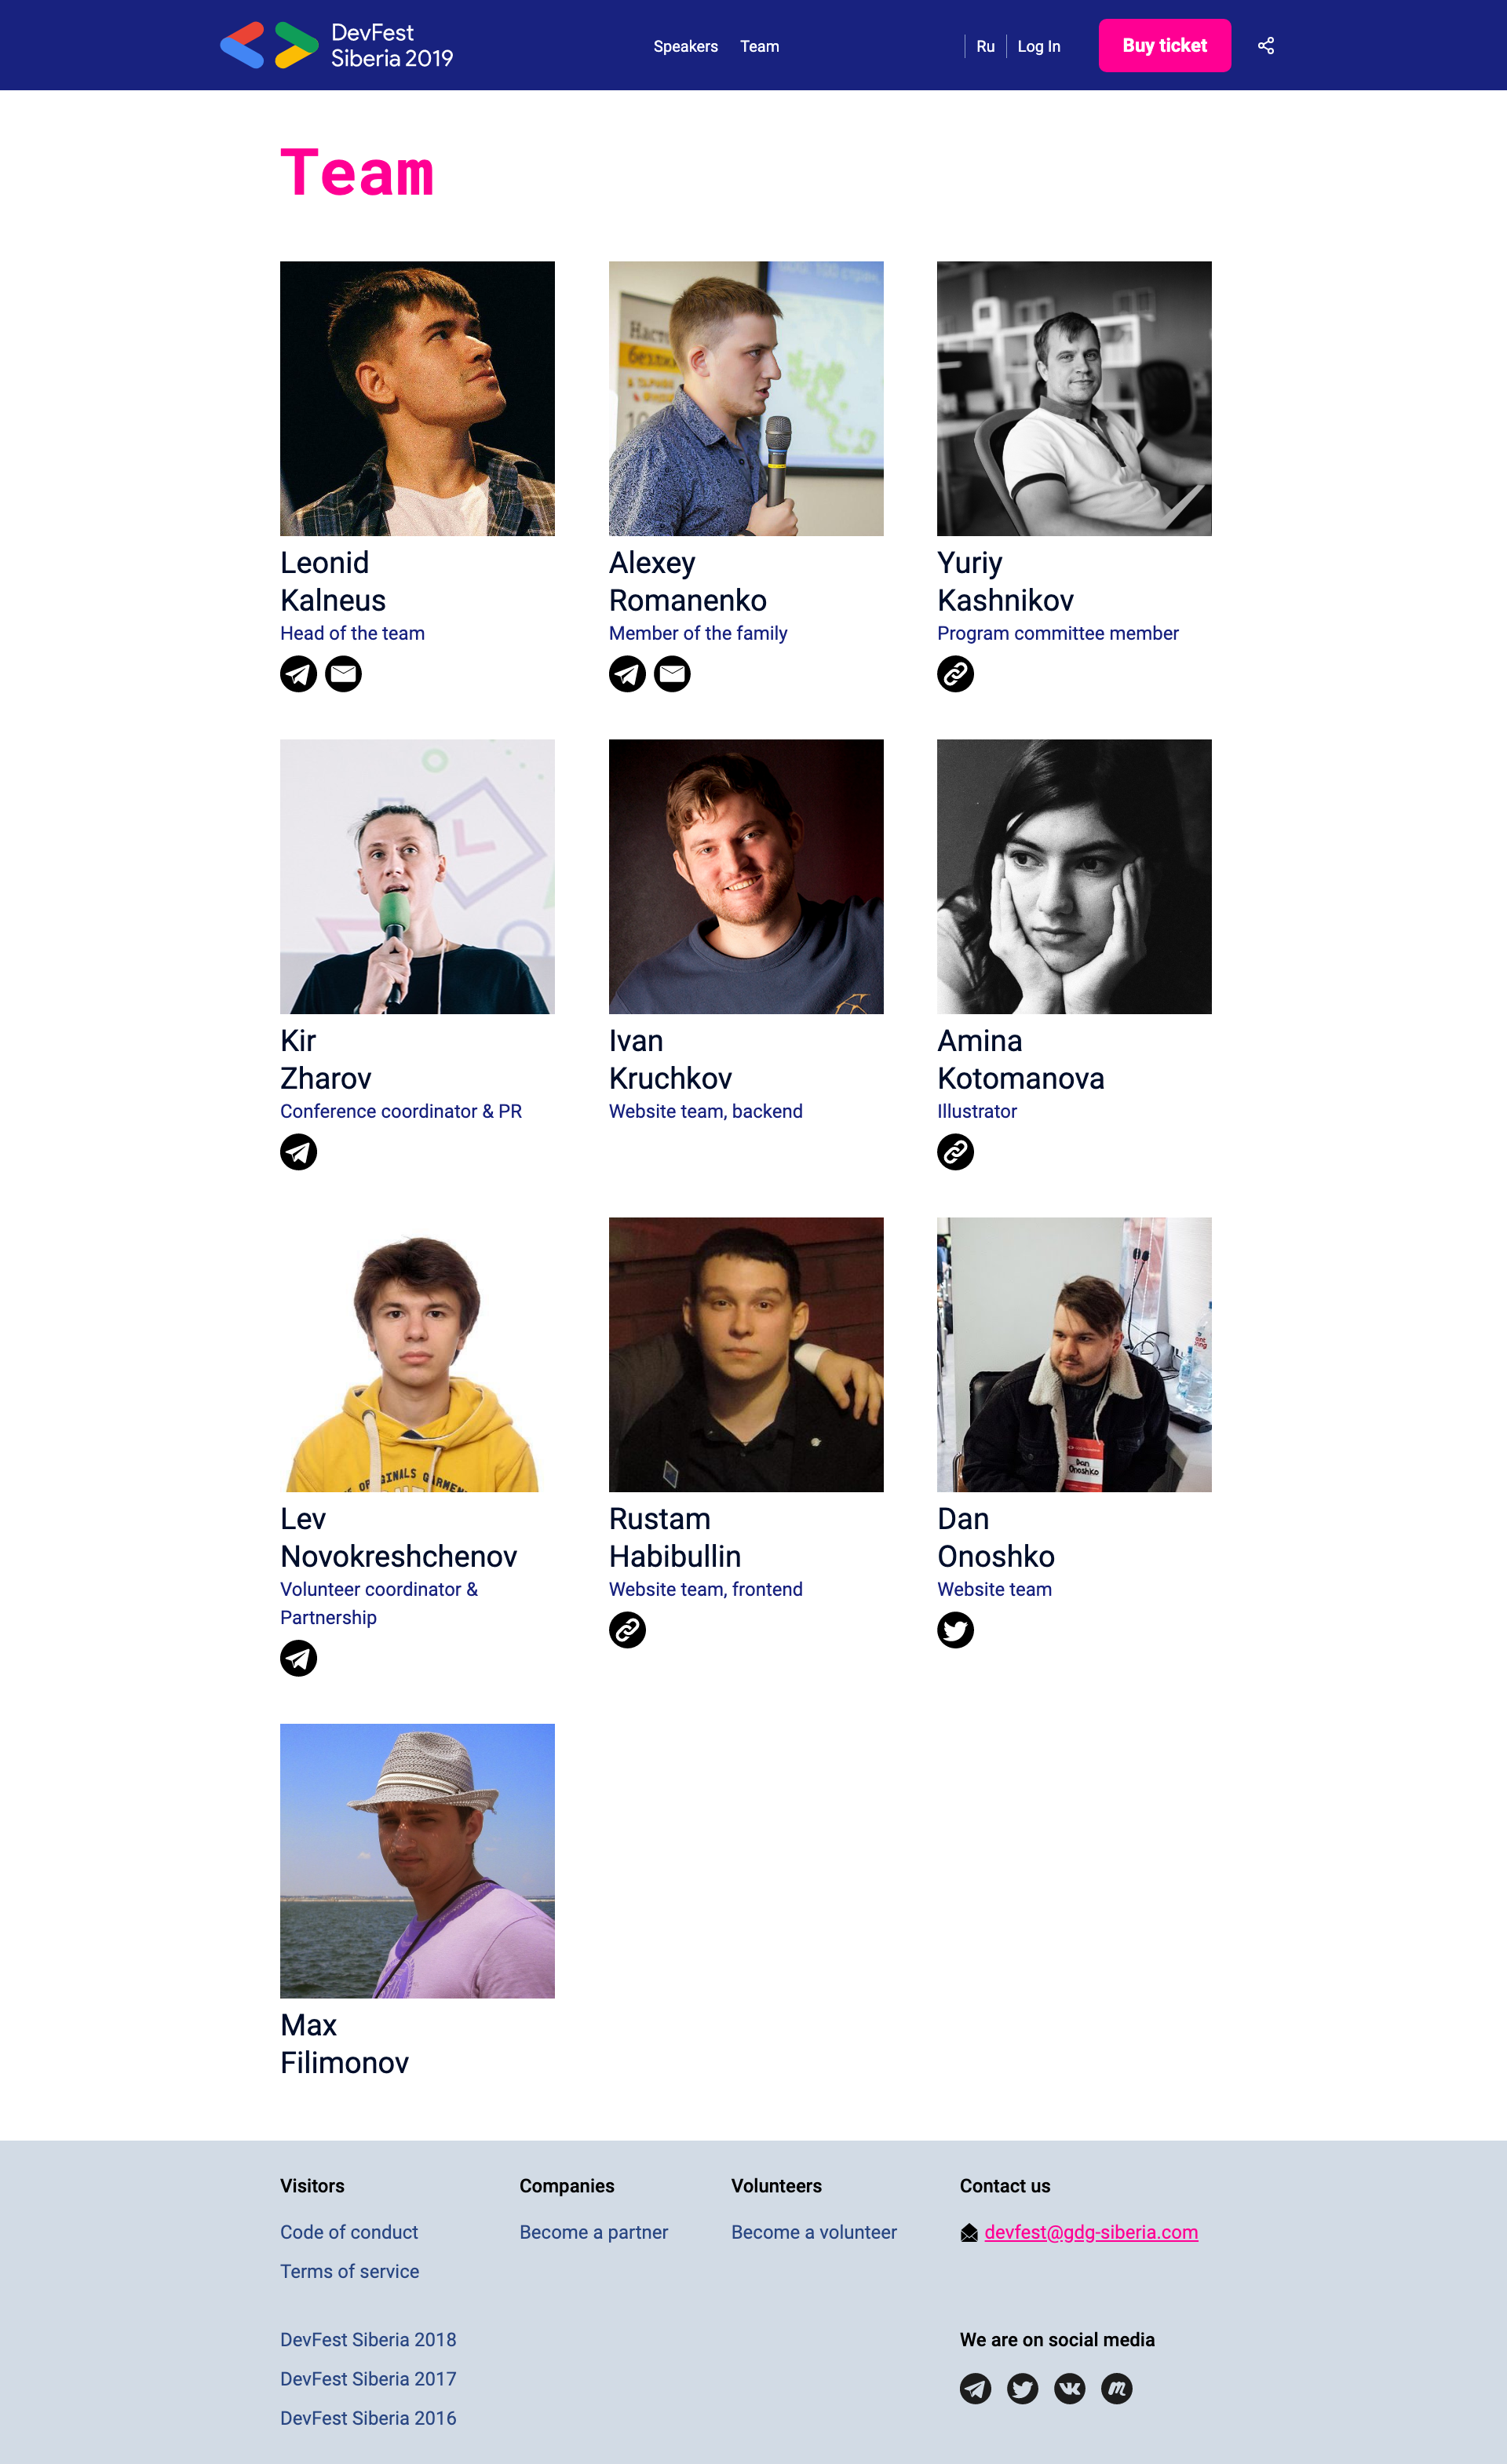 DevFest
Siberia 2019
Speakers
Team
Ru
Log In
Buy ticket
Team
Leonid
Kalneus
Head of the team
Alexey
Romanenko
Member of the family
Yuriy
Kashnikov
Program committee member
Kir
Zharov
Conference coordinator & PR
Ivan
Kruchkov
Website team, backend
Amina
Kotomanova
Illustrator
Lev
Novokreshchenov
Volunteer coordinator &
Partnership
Rustam
Habibullin
Website team, frontend
Dan
Onoshko
Dan
Onoshko
Website team
Max
Filimonov
Visitors
Code of conduct
Terms of service
DevFest Siberia 2018
DevFest Siberia 2017
DevFest Siberia 2016
Companies
Become a partner
Volunteers
Become a volunteer
Contact us
devfest@gdg-siberia.com
We are on social media